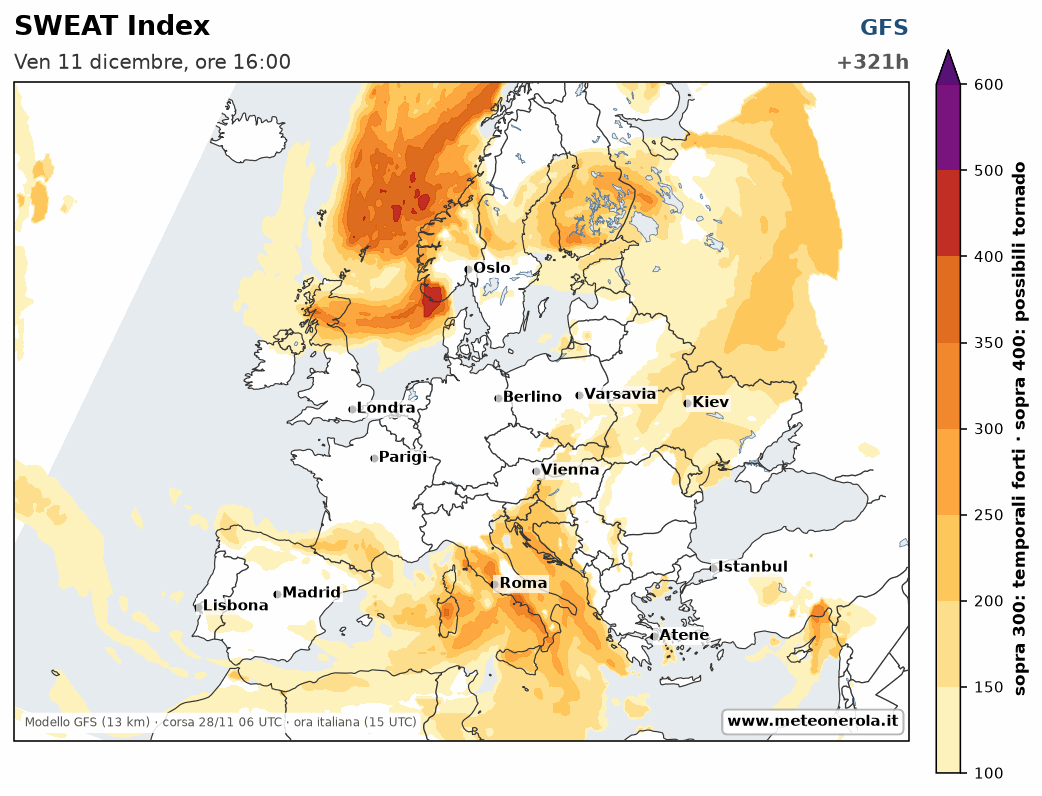 SWEAT Index
GFS
Ven 11 dicembre, ore 16:00
+321h
600
500
400
350
300
250
200
150
100
sopra 300: temporali forti · sopra 400: possibili tornado
Oslo
Berlino
Varsavia
Kiev
Londra
Parigi
Vienna
Istanbul
Roma
Madrid
Lisbona
Atene
Modello GFS (13 km) · corsa 28/11 06 UTC · ora italiana (15 UTC)
www.meteonerola.it